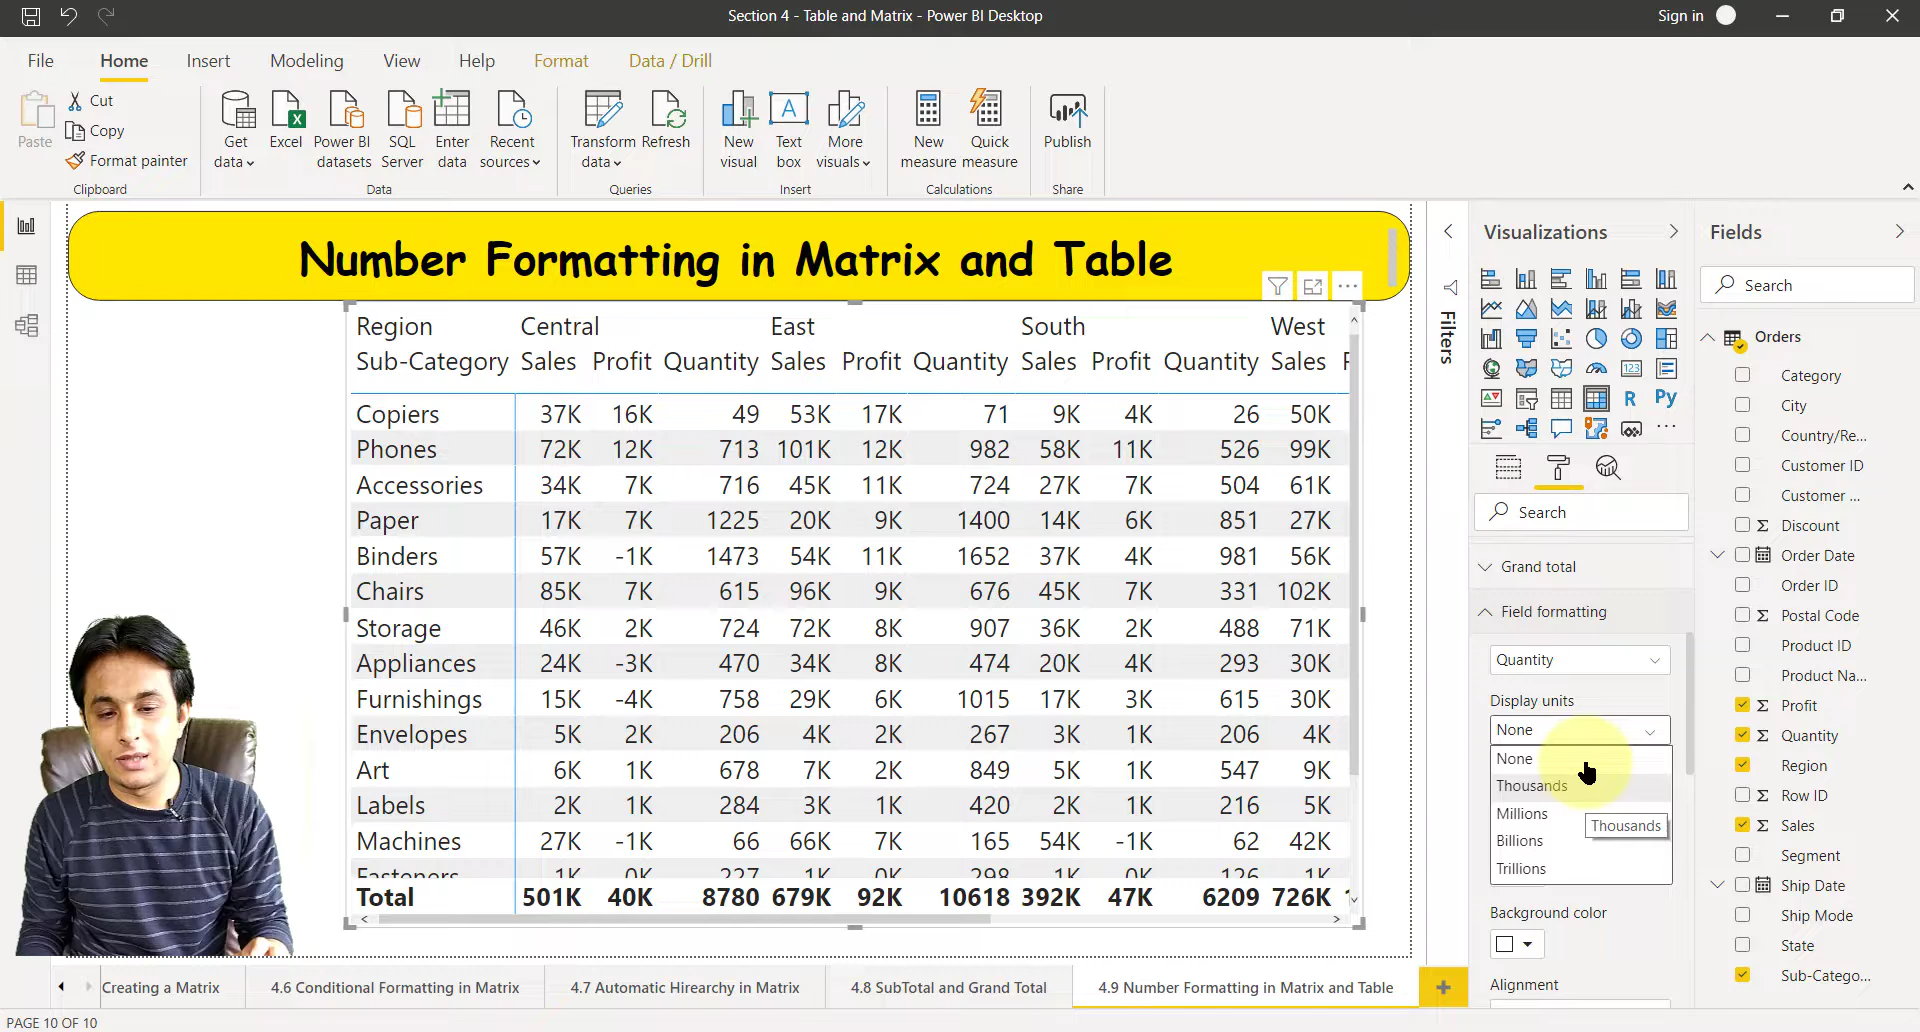 Section 4 - Table and Matrix - Power BI Desktop
Sign in
File Home Insert Modeling View Help Format Data / Drill
Paste
Cut
Copy
Format painter
Clipboard
Get data
Excel
Power BI datasets
SQL Server
Enter data
Recent sources
Data
Transform data
Refresh
Queries
New visual
Text box
More visuals
Insert
New measure
Quick measure
Calculations
Publish
Share
Number Formatting in Matrix and Table
Region Central East South West
Sub-Category Sales Profit Quantity Sales Profit Quantity Sales Profit Quantity Sales
Copiers 37K 16K 49 53K 17K 71 9K 4K 26 50K
Phones 72K 12K 713 101K 12K 982 58K 11K 526 99K
Accessories 34K 7K 716 45K 11K 724 27K 7K 504 61K
Paper 17K 7K 1225 20K 9K 1400 14K 6K 851 27K
Binders 57K -1K 1473 54K 11K 1652 37K 4K 981 56K
Chairs 85K 7K 615 96K 9K 676 45K 7K 331 102K
Storage 46K 2K 724 72K 8K 907 36K 2K 488 71K
Appliances 24K -3K 470 34K 8K 474 20K 4K 293 30K
Furnishings 15K -4K 758 29K 6K 1015 17K 3K 615 30K
Envelopes 5K 2K 206 4K 2K 267 3K 1K 206 4K
Art 6K 1K 678 7K 2K 849 5K 1K 547 9K
Labels 2K 1K 284 3K 1K 420 2K 1K 216 5K
Machines 27K -1K 66 66K 7K 165 54K -1K 62 42K
Fasteners 1K 0K 227 1K 0K 298 1K 0K 126 1K
Total 501K 40K 8780 679K 92K 10618 392K 47K 6209 726K
Filters
Visualizations
R Py
Search
Grand total
Field formatting
Quantity
Display units
None
None
Thousands
Millions
Thousands
Billions
Trillions
Background color
Alignment
Fields
Search
Orders
Category
City
Country/Re...
Customer ID
Customer ...
Discount
Order Date
Order ID
Postal Code
Product ID
Product Na...
Profit
Quantity
Region
Row ID
Sales
Segment
Ship Date
Ship Mode
State
Sub-Catego...
Creating a Matrix
4.6 Conditional Formatting in Matrix
4.7 Automatic Hirearchy in Matrix
4.8 SubTotal and Grand Total
4.9 Number Formatting in Matrix and Table
PAGE 10 OF 10